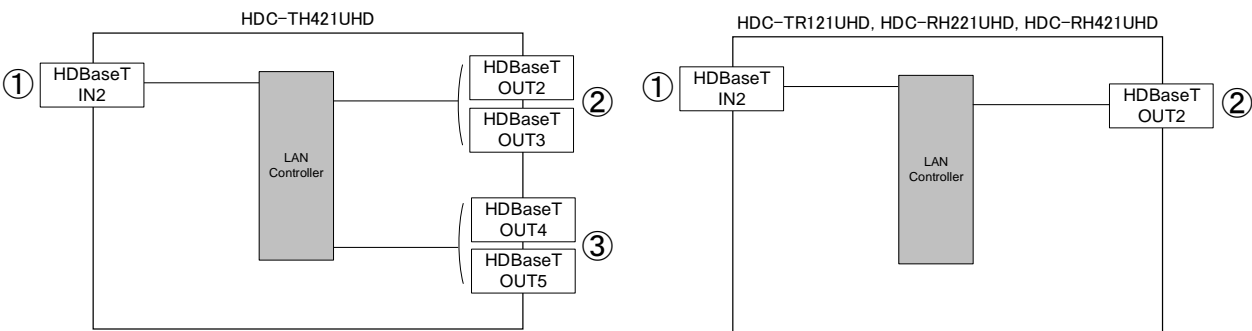 HDC-TH421UHD
①
HDBaseT
IN2
LAN
Controller
HDBaseT
OUT2
②
HDBaseT
OUT3
HDBaseT
OUT4
③
HDBaseT
OUT5
HDC-TR121UHD, HDC-RH221UHD, HDC-RH421UHD
①
HDBaseT
IN2
LAN
Controller
HDBaseT
OUT2
②